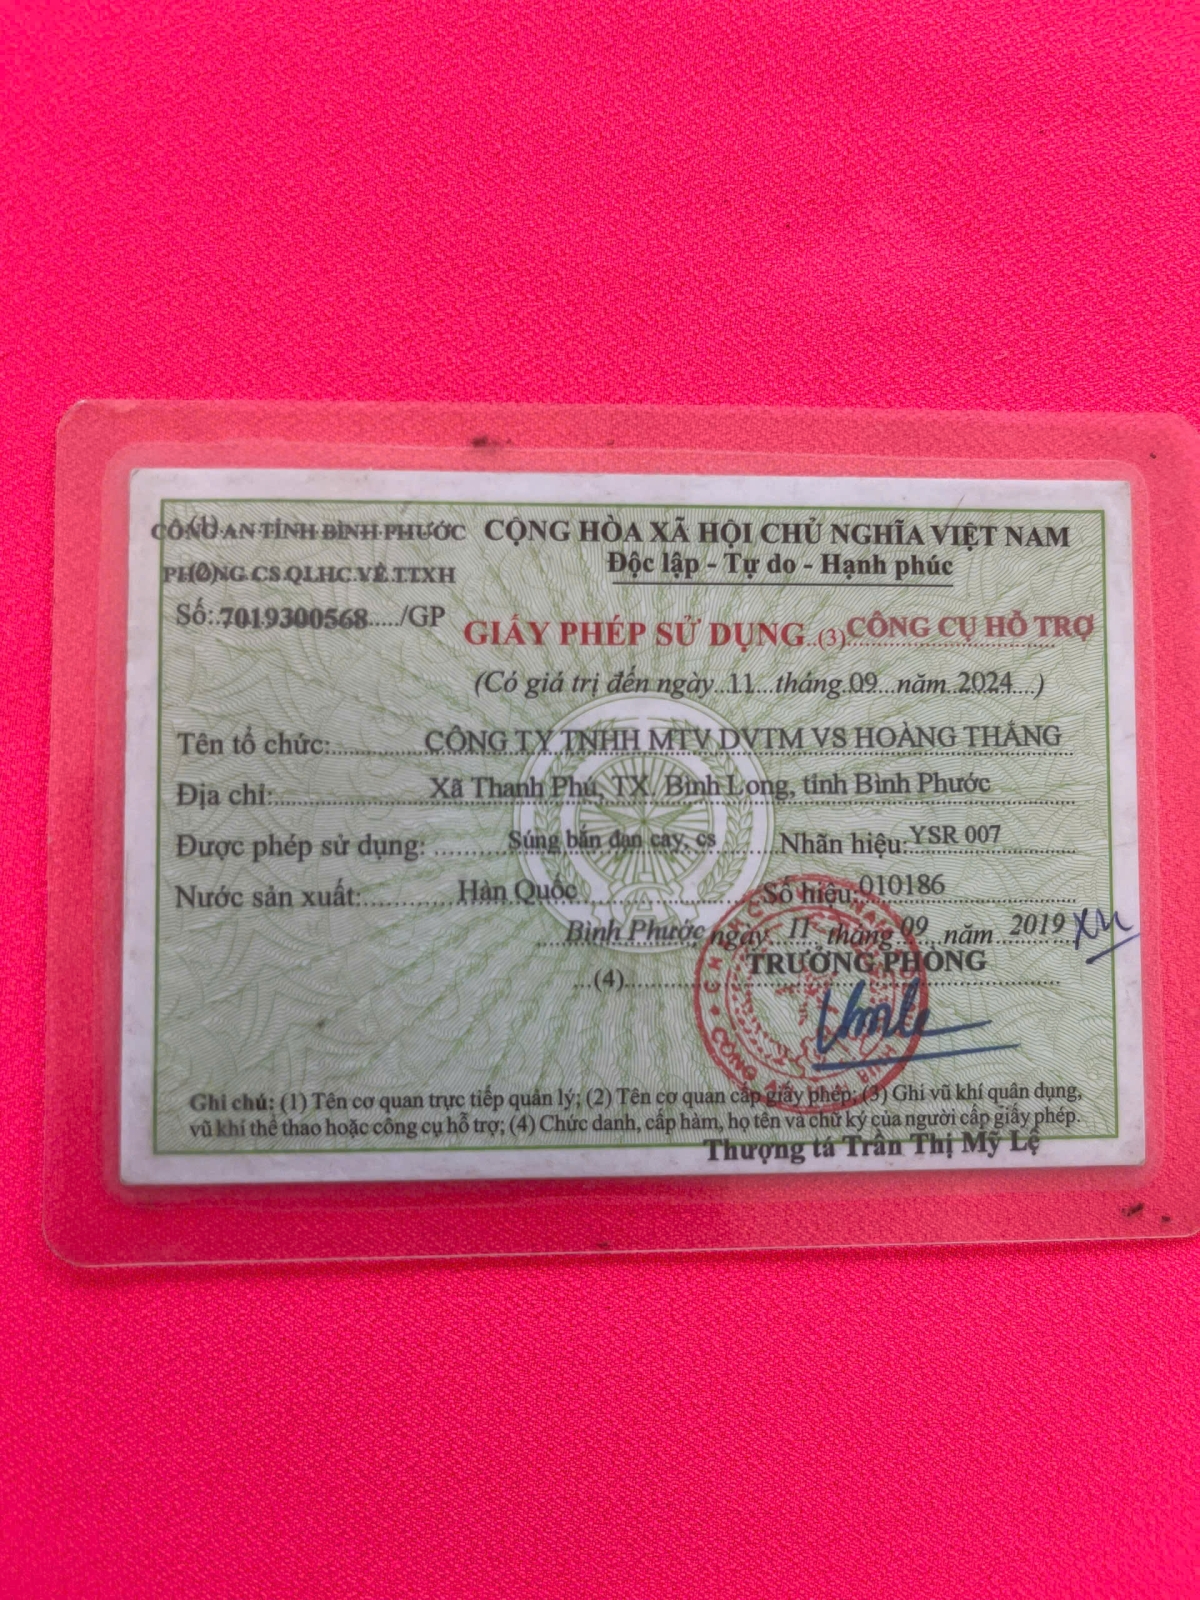 CÔNG AN TỈNH BÌNH PHƯỚC
CỘNG HÒA XÃ HỘI CHỦ NGHĨA VIỆT NAM
Độc lập - Tự do - Hạnh phúc
PHÒNG CS QLHC VỀ TTXH
Số: 7019300568...../GP
GIẤY PHÉP SỬ DỤNG..(3).CÔNG CỤ HỖ TRỢ
(Có giá trị đến ngày..11...tháng.09...năm..2024....)
Tên tổ chức:............CÔNG TY TNHH MTV DVTM VS HOÀNG THẮNG
Địa chỉ:............Xã Thanh Phú, TX. Bình Long, tỉnh Bình Phước
Được phép sử dụng: ........Súng bắn đạn cay, cs.......Nhãn hiệu: YSR 007
Nước sản xuất:..........Hàn Quốc..........Số hiệu: 010186
Bình Phước ngày 11 tháng 09 năm 2019
TRƯỞNG PHÒNG
...(4)...
CÔNG A
Ghi chú: (1) Tên cơ quan trực tiếp quản lý; (2) Tên cơ quan cấp giấy phép; (3) Ghi vũ khí quân dụng,
vũ khí thể thao hoặc công cụ hỗ trợ; (4) Chức danh, cấp hàm, họ tên và chữ ký của người cấp giấy phép.
Thượng tá Trần Thị Mỹ Lệ